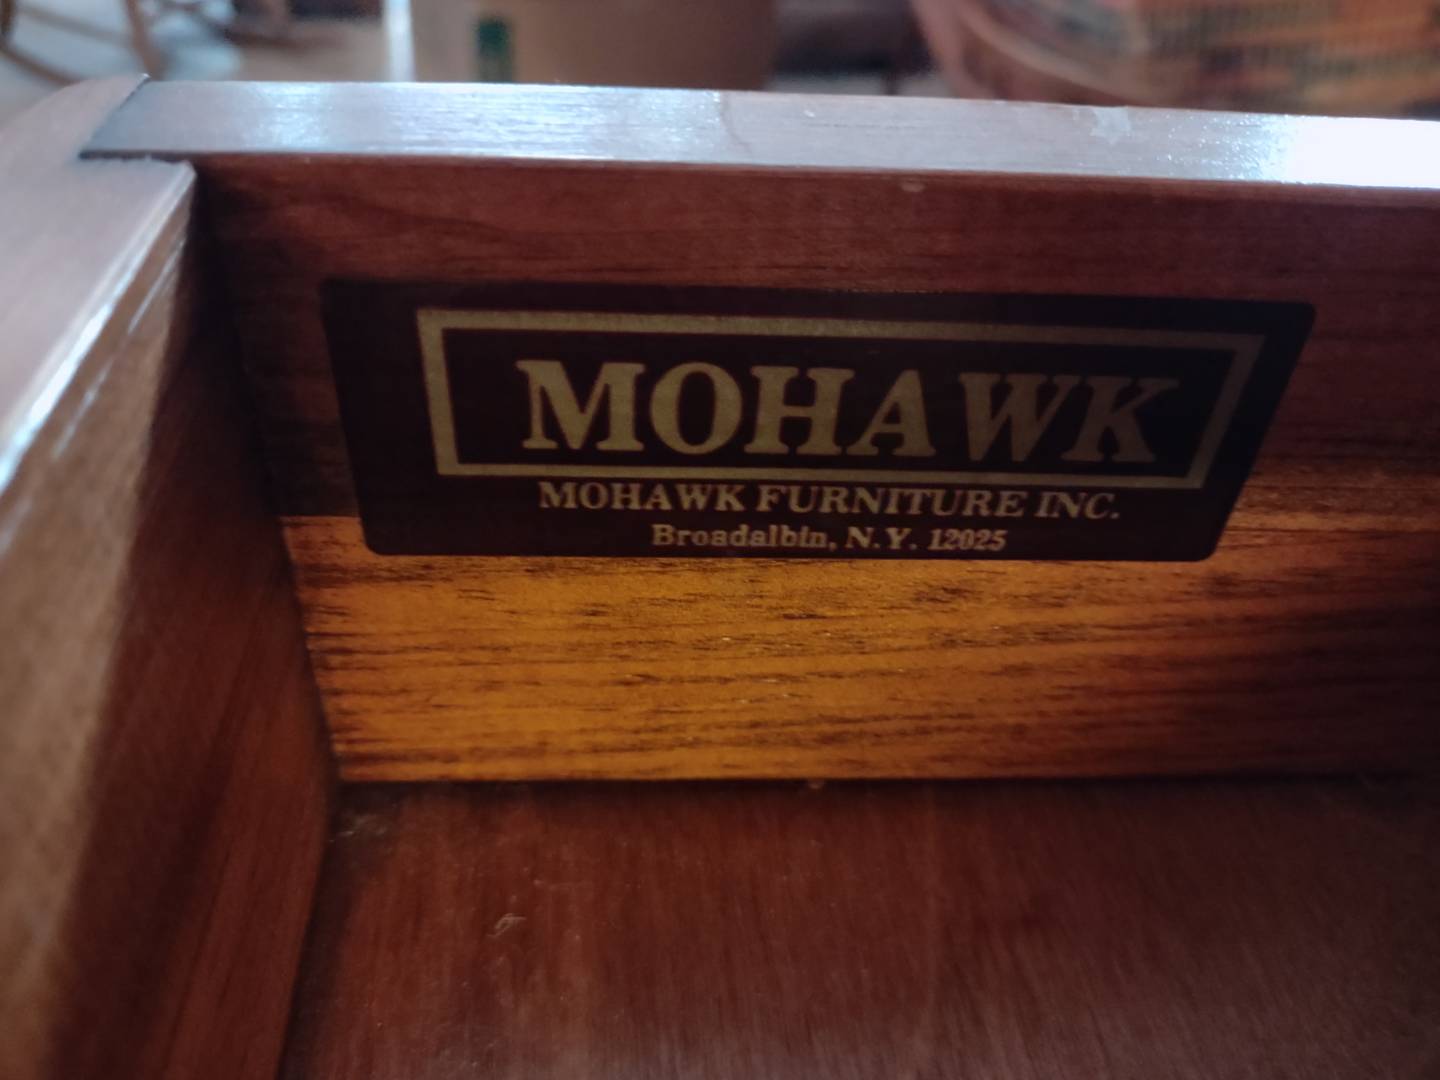 MOHAWK
MOHAWK FURNITURE INC.
Broadalbin, N.Y. 12025